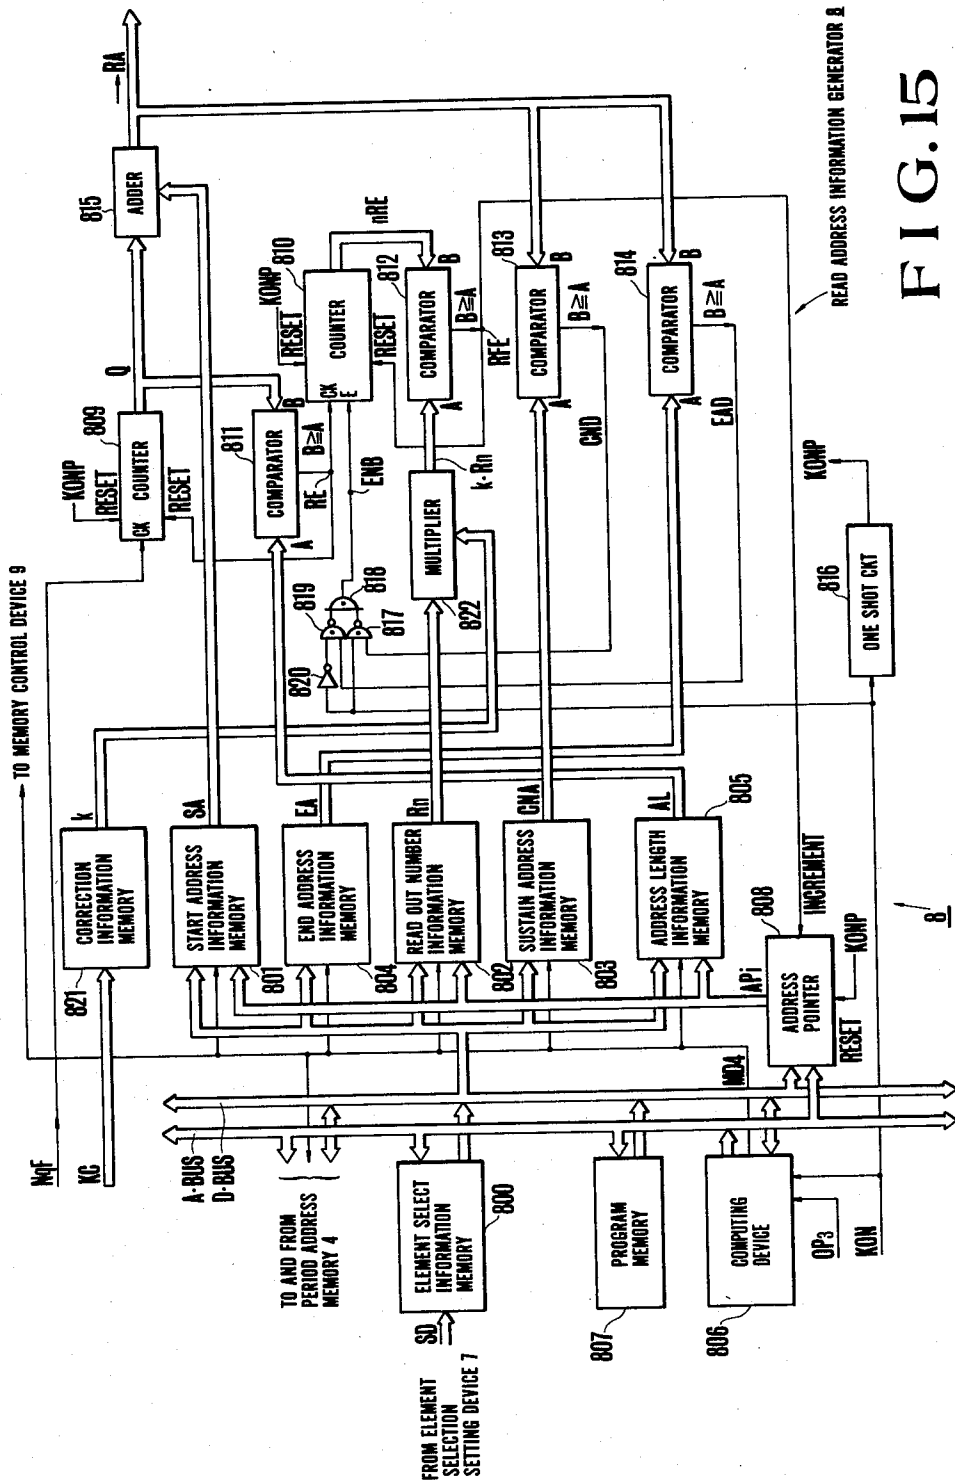 TO MEMORY CONTROL DEVICE 9
NqF
KC
k
CORRECTION
INFORMATION
MEMORY
821
SA
START ADDRESS
INFORMATION
MEMORY
801
EA
END ADDRESS
INFORMATION
MEMORY
804
Rn
READ OUT NUMBER
INFORMATION
MEMORY
802
CNA
SUSTAIN ADDRESS
INFORMATION
MEMORY
803
AL
ADDRESS LENGTH
INFORMATION
MEMORY
805
A·BUS
D·BUS
TO AND FROM
PERIOD ADDRESS
MEMORY 4
FROM ELEMENT
SELECTION
SETTING DEVICE 7
SD
ELEMENT SELECT
INFORMATION
MEMORY
800
PROGRAM
MEMORY
807
COMPUTING
DEVICE
806
MD4
OP3
KON
APi
ADDRESS
POINTER
808
INCREMENT
RESET
KONP
8
KONP
RESET
CK
COUNTER
809
RESET
Q
ADDER
815
RA
COMPARATOR
811
A
B
B≧A
RE
KONP
RESET
CK
E
COUNTER
810
RESET
nRE
ENB
820
819
818
817
MULTIPLIER
822
k·Rn
COMPARATOR
812
A
B
B≧A
RFE
COMPARATOR
813
A
B
B≧A
CND
COMPARATOR
814
A
B
B≧A
EAD
KONP
ONE SHOT CKT
816
READ ADDRESS INFORMATION GENERATOR 8
FIG.15